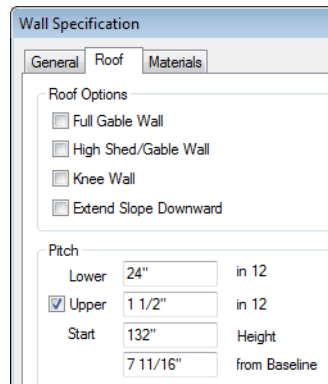 Wall Specification
General Roof Materials
Roof Options
Full Gable Wall
High Shed/Gable Wall
Knee Wall
Extend Slope Downward
Pitch
Lower 24" in 12
Upper 1 1/2" in 12
Start 132" Height
7 11/16" from Baseline